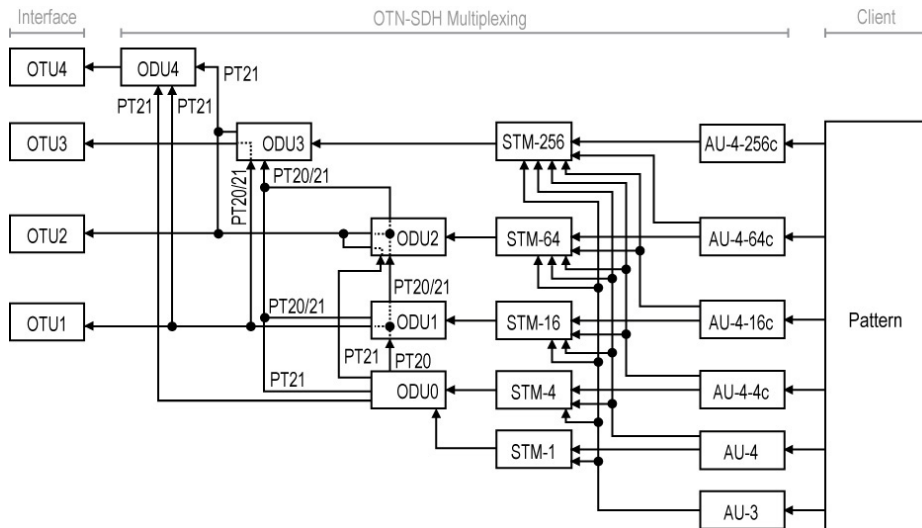 Interface OTN-SDH Multiplexing Client
OTU4 ODU4 PT21
PT21 PT21
OTU3 ODU3 STM-256 AU-4-256c
PT20/21
PT20/21
OTU2 ODU2 STM-64 AU-4-64c
PT20/21
PT20/21
OTU1 ODU1 STM-16 AU-4-16c Pattern
PT21 PT20
PT21 ODU0 STM-4 AU-4-4c
STM-1 AU-4
AU-3